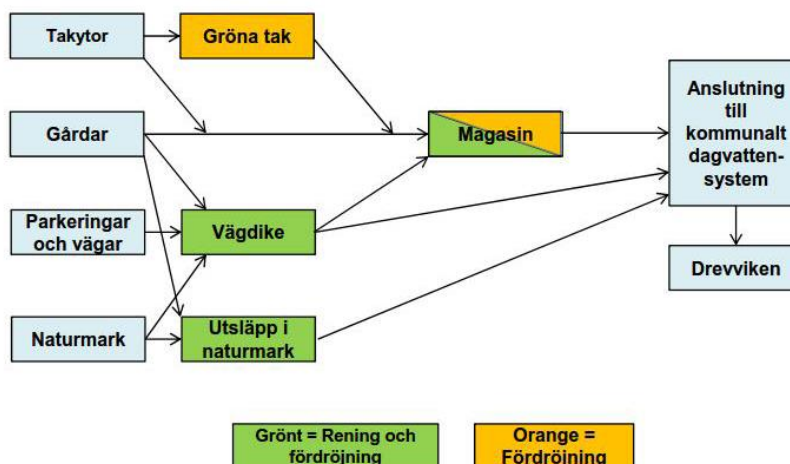 Takytor
Gröna tak
Gårdar
Magasin
Anslutning
till
kommunalt
dagvatten-
system
Parkeringar
och vägar
Vägdike
Drevviken
Naturmark
Utsläpp i
naturmark
Grönt = Rening och
fördröjning
Orange =
Fördröjning